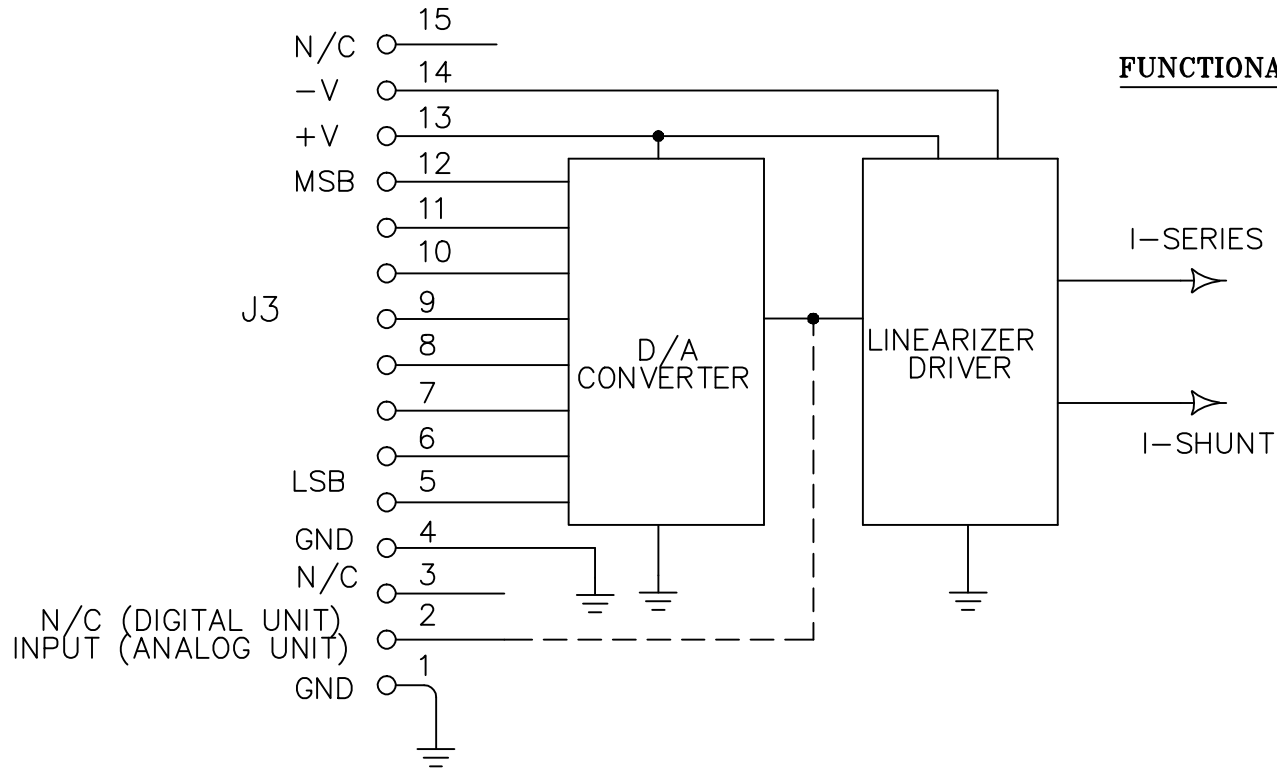 15
N/C
14
-V
FUNCTIONA
13
+V
12
MSB
11
10
9
J3
8
7
6
LSB
5
4
GND
3
N/C
2
N/C (DIGITAL UNIT)
INPUT (ANALOG UNIT)
1
GND
D/A
CONVERTER
LINEARIZER
DRIVER
I-SERIES
I-SHUNT